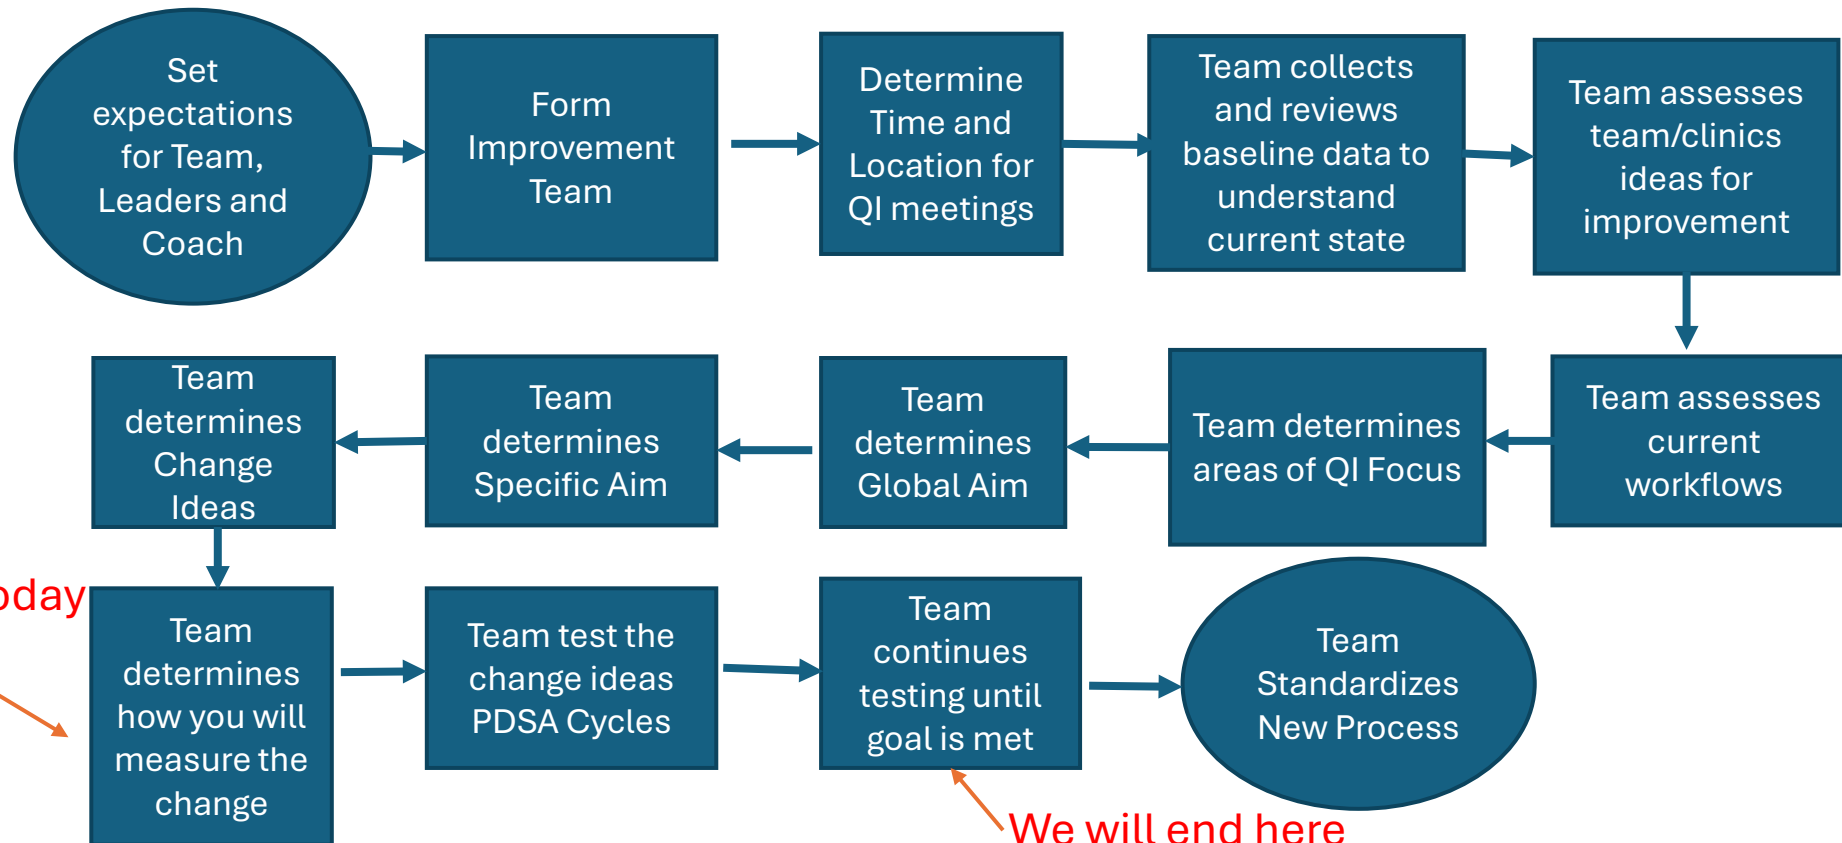 Set
expectations
for Team,
Leaders and
Coach
Form
Improvement
Team
Determine
Time and
Location for
QI meetings
Team collects
and reviews
baseline data to
understand
current state
Team assesses
team/clinics
ideas for
improvement
Team assesses
current
workflows
Team determines
areas of QI Focus
Team
determines
Global Aim
Team
determines
Specific Aim
Team
determines
Change
Ideas
Team
determines
how you will
measure the
change
Team test the
change ideas
PDSA Cycles
Team
continues
testing until
goal is met
Team
Standardizes
New Process
We will end here